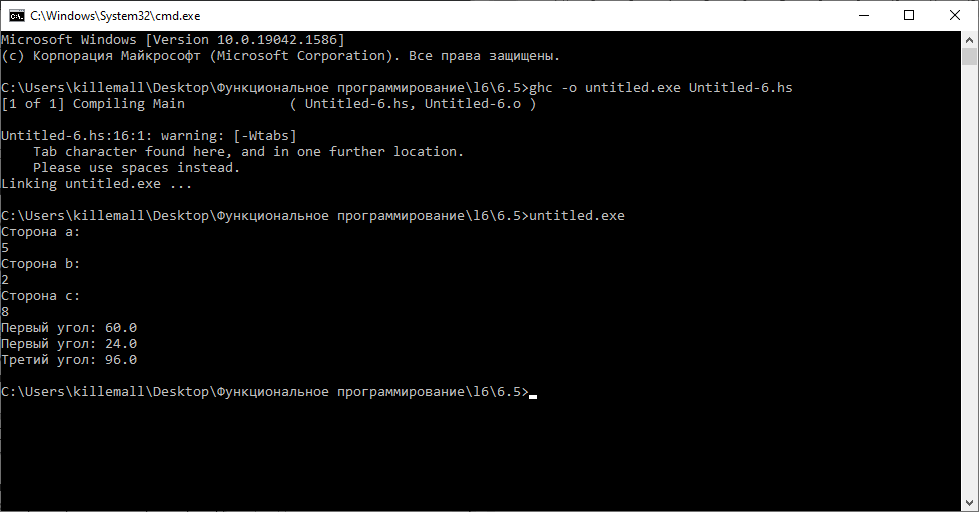 C:\Windows\System32\cmd.exe
Microsoft Windows [Version 10.0.19042.1586]
(c) Корпорация Майкрософт (Microsoft Corporation). Все права защищены.
C:\Users\killemall\Desktop\Функциональное программирование\l6\6.5>ghc -o untitled.exe Untitled-6.hs
[1 of 1] Compiling Main             ( Untitled-6.hs, Untitled-6.o )
Untitled-6.hs:16:1: warning: [-Wtabs]
    Tab character found here, and in one further location.
    Please use spaces instead.
Linking untitled.exe ...
C:\Users\killemall\Desktop\Функциональное программирование\l6\6.5>untitled.exe
Сторона a:
5
Сторона b:
2
Сторона c:
8
Первый угол: 60.0
Первый угол: 24.0
Третий угол: 96.0
C:\Users\killemall\Desktop\Функциональное программирование\l6\6.5>